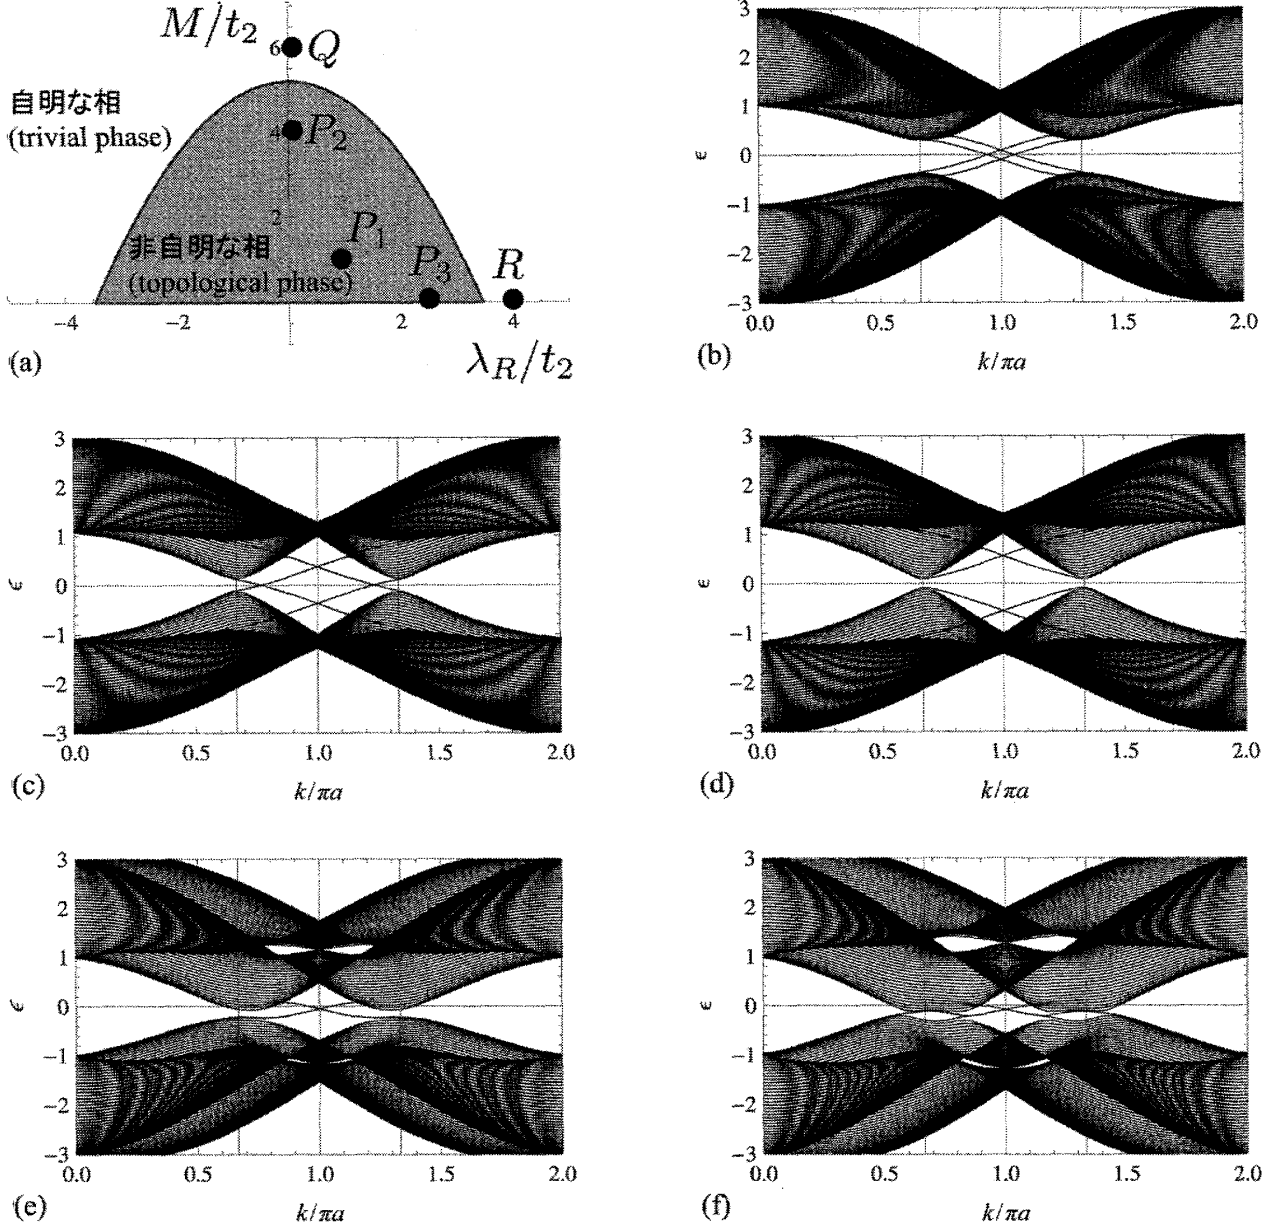 M/t₂
6 Q
自明な相
(trivial phase)
4 P₂
2
非自明な相
P₁
(topological phase)
P₃
R
−4 −2 2 4
(a)
λ_R/t₂
3
2
1
ϵ 0
−1
−2
−3
0.0 0.5 1.0 1.5 2.0
(b)
k/πa
3
2
1
ϵ 0
−1
−2
−3
0.0 0.5 1.0 1.5 2.0
(c)
k/πa
3
2
1
ϵ 0
−1
−2
−3
0.0 0.5 1.0 1.5 2.0
(d)
k/πa
3
2
1
ϵ 0
−1
−2
−3
0.0 0.5 1.0 1.5 2.0
(e)
k/πa
3
2
1
ϵ 0
−1
−2
−3
0.0 0.5 1.0 1.5 2.0
(f)
k/πa